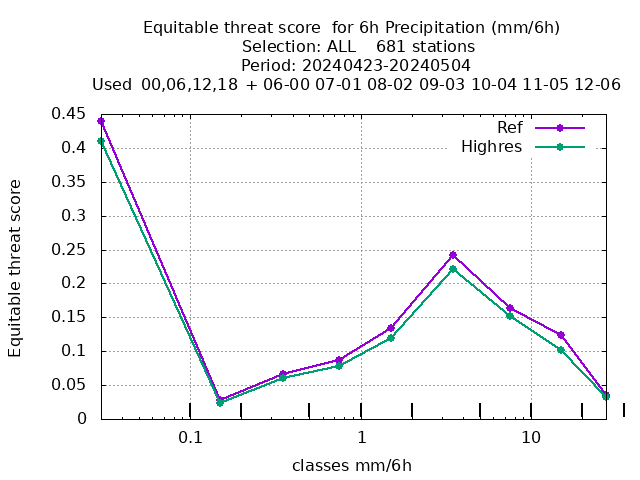 Equitable threat score  for 6h Precipitation (mm/6h)
Selection: ALL    681 stations
Period: 20240423-20240504
Used  00,06,12,18  + 06-00 07-01 08-02 09-03 10-04 11-05 12-06
Ref
Highres
0.45
0.4
0.35
0.3
0.25
0.2
0.15
0.1
0.05
0
Equitable threat score
0.1
1
10
classes mm/6h